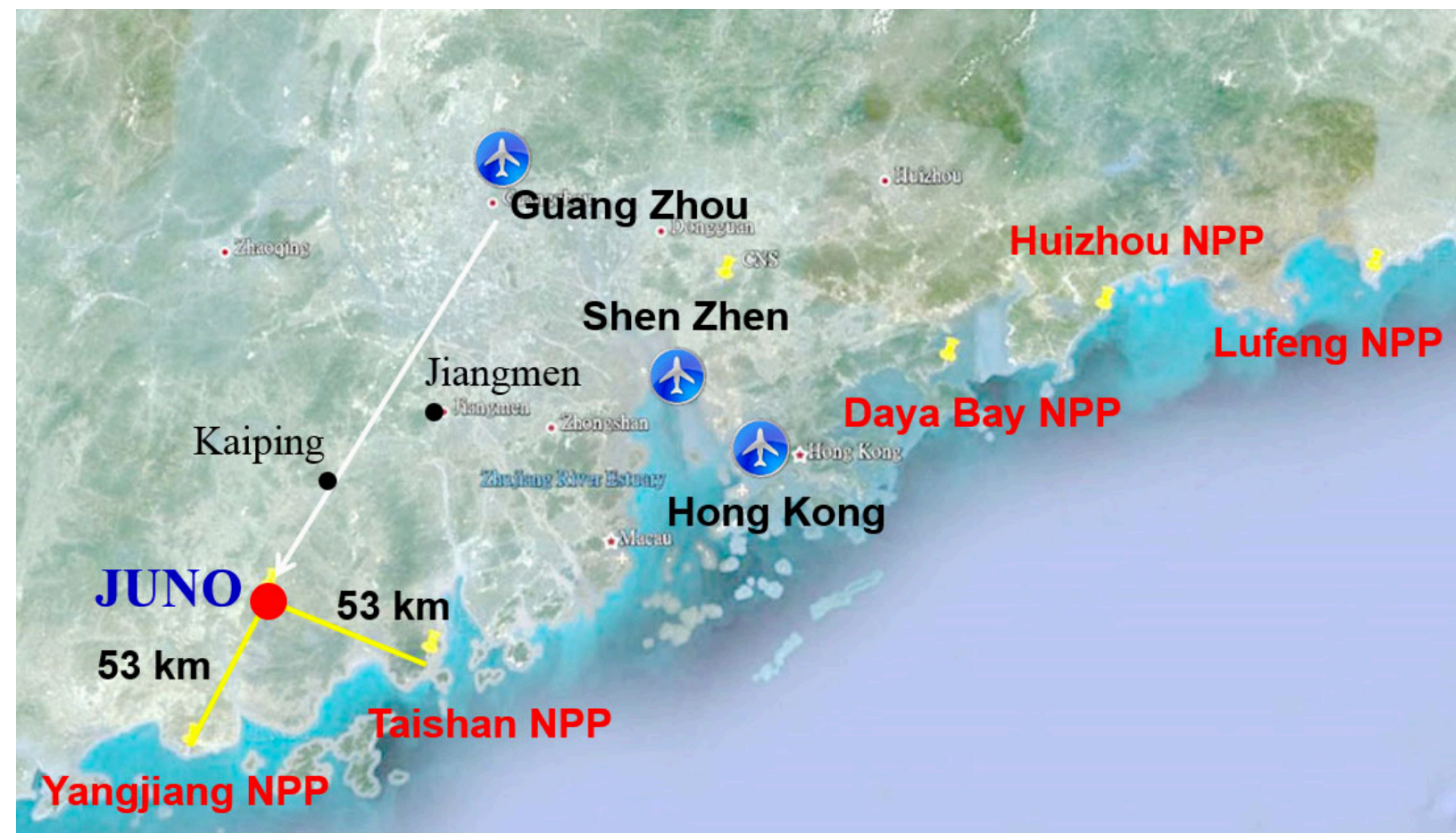 Guang Zhou
Huizhou
Dongguan
Zhaoqing
CNS
Huizhou NPP
Shen Zhen
Lufeng NPP
Jiangmen
Jiangmen
Daya Bay NPP
Zhongshan
Kaiping
Hong Kong
Zhujiang River Estuary
Hong Kong
Macau
JUNO
53 km
53 km
Taishan NPP
Yangjiang NPP